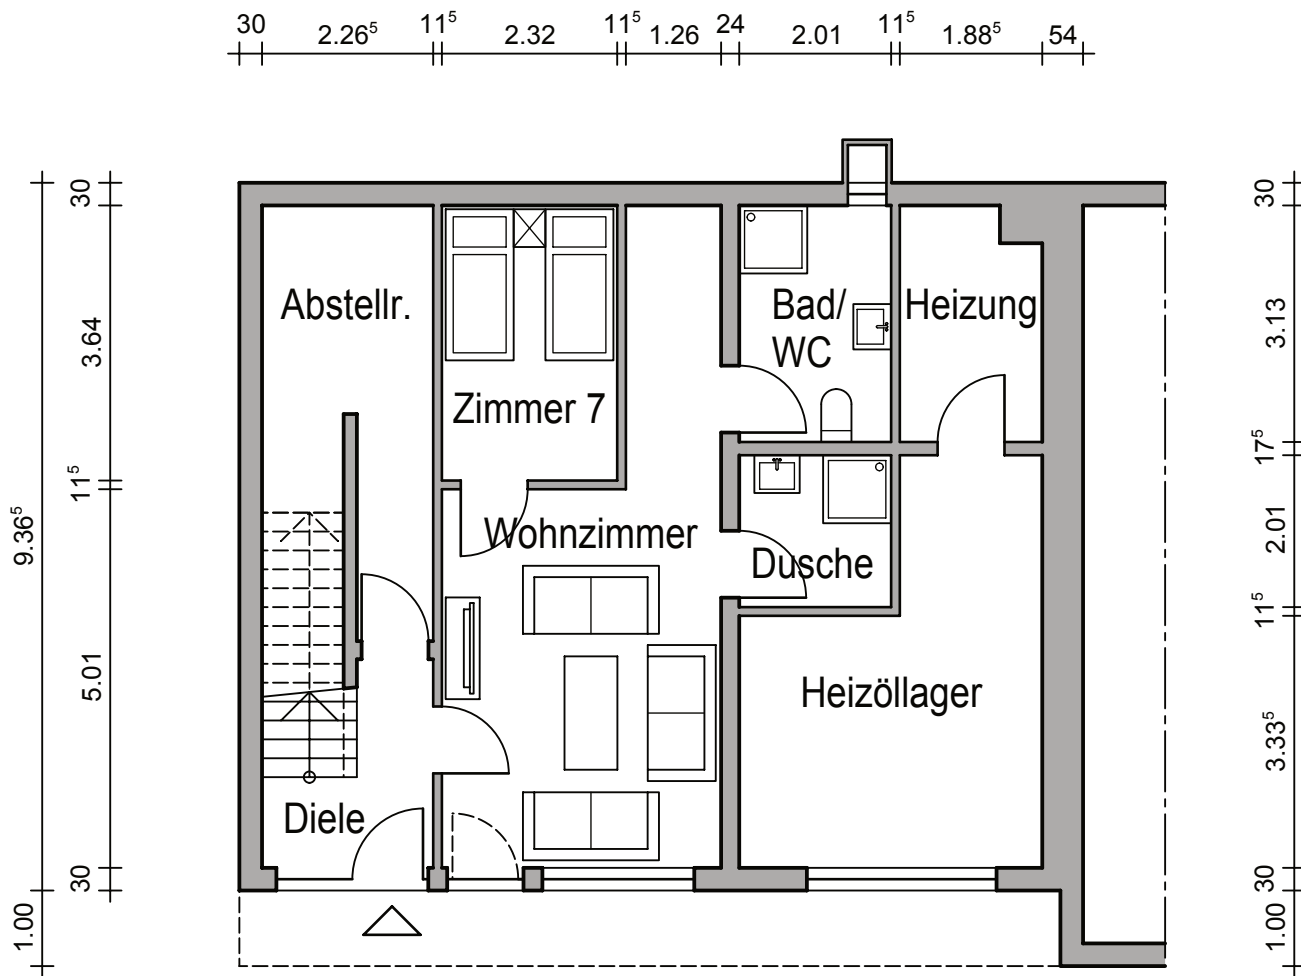 30 2.26⁵ 11⁵ 2.32 11⁵ 1.26 24 2.01 11⁵ 1.88⁵ 54
30
3.64
11⁵
5.01
30
9.36⁵
1.00
Abstellr.
Zimmer 7
Bad/
WC
Heizung
Wohnzimmer
Dusche
Heizöllager
Diele
30
3.13
17⁵
2.01
11⁵
3.33⁵
30
1.00